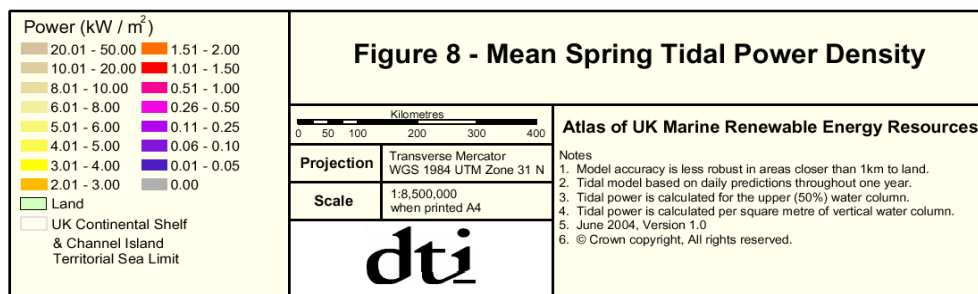 Power (kW / m²)
20.01 - 50.00
10.01 - 20.00
8.01 - 10.00
6.01 - 8.00
5.01 - 6.00
4.01 - 5.00
3.01 - 4.00
2.01 - 3.00
1.51 - 2.00
1.01 - 1.50
0.51 - 1.00
0.26 - 0.50
0.11 - 0.25
0.06 - 0.10
0.01 - 0.05
0.00
Land
UK Continental Shelf
& Channel Island
Territorial Sea Limit
Figure 8 - Mean Spring Tidal Power Density
Kilometres
0 50 100 200 300 400
Projection
Transverse Mercator
WGS 1984 UTM Zone 31 N
Scale
1:8,500,000
when printed A4
dti
Atlas of UK Marine Renewable Energy Resources
Notes
1. Model accuracy is less robust in areas closer than 1km to land.
2. Tidal model based on daily predictions throughout one year.
3. Tidal power is calculated for the upper (50%) water column.
4. Tidal power is calculated per square metre of vertical water column.
5. June 2004, Version 1.0
6. © Crown copyright, All rights reserved.